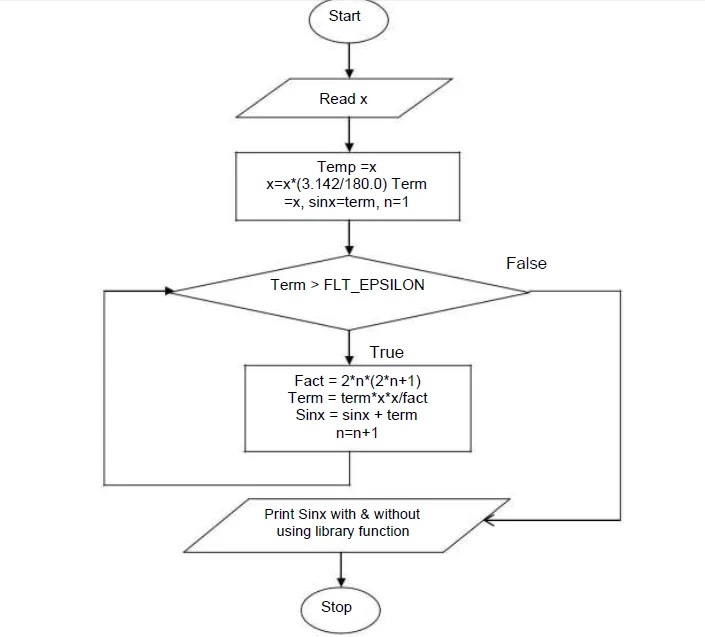 Start
Read x
Temp =x
x=x*(3.142/180.0) Term
=x, sinx=term, n=1
False
Term > FLT_EPSILON
True
Fact = 2*n*(2*n+1)
Term = term*x*x/fact
Sinx = sinx + term
n=n+1
Print Sinx with & without
using library function
Stop